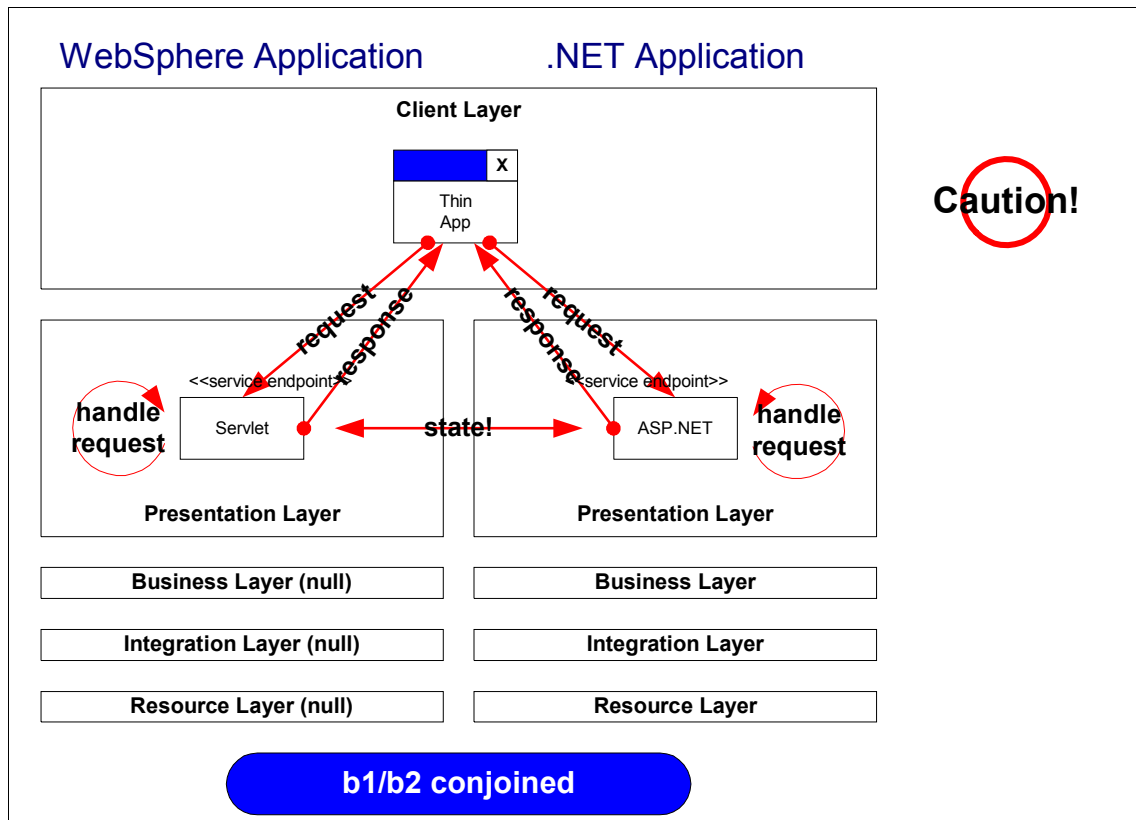 WebSphere Application
.NET Application
Client Layer
X
Thin
App
Caution!
request
response
response
request
<<service endpoint>>
<<service endpoint>>
handle
request
Servlet
state!
ASP.NET
handle
request
Presentation Layer
Presentation Layer
Business Layer (null)
Business Layer
Integration Layer (null)
Integration Layer
Resource Layer (null)
Resource Layer
b1/b2 conjoined